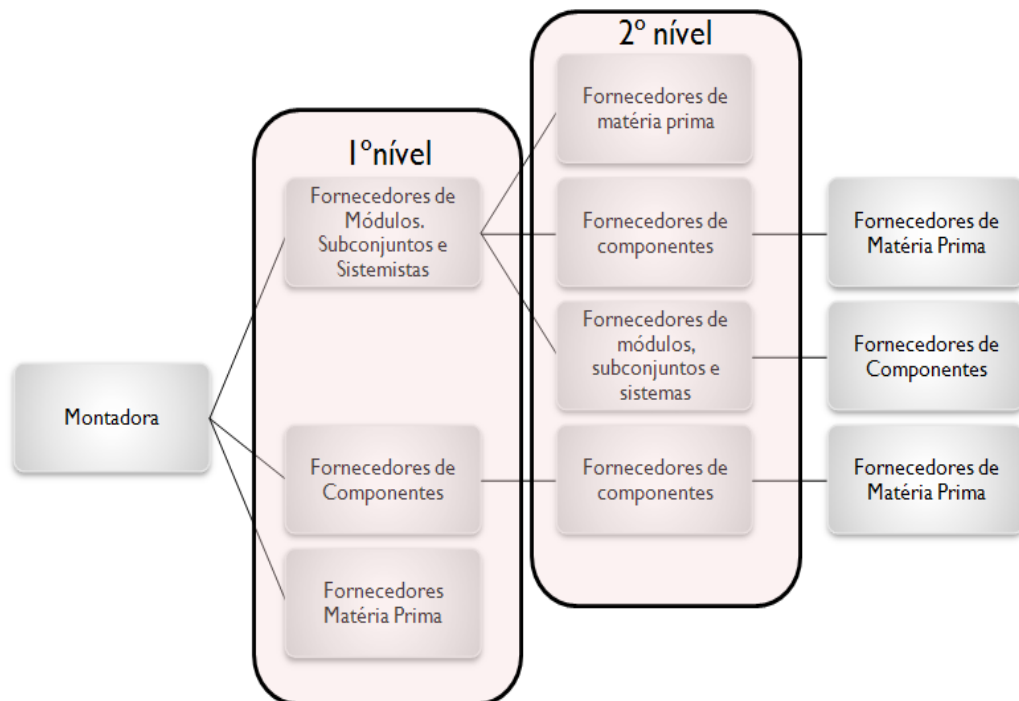 2º nível
Fornecedores de
matéria prima
1ºnível
Fornecedores de
Módulos.
Subconjuntos e
Sistemistas
Fornecedores de
componentes
Fornecedores de
Matéria Prima
Fornecedores de
módulos,
subconjuntos e
sistemas
Fornecedores de
Componentes
Montadora
Fornecedores de
Componentes
Fornecedores de
componentes
Fornecedores de
Matéria Prima
Fornecedores
Matéria Prima